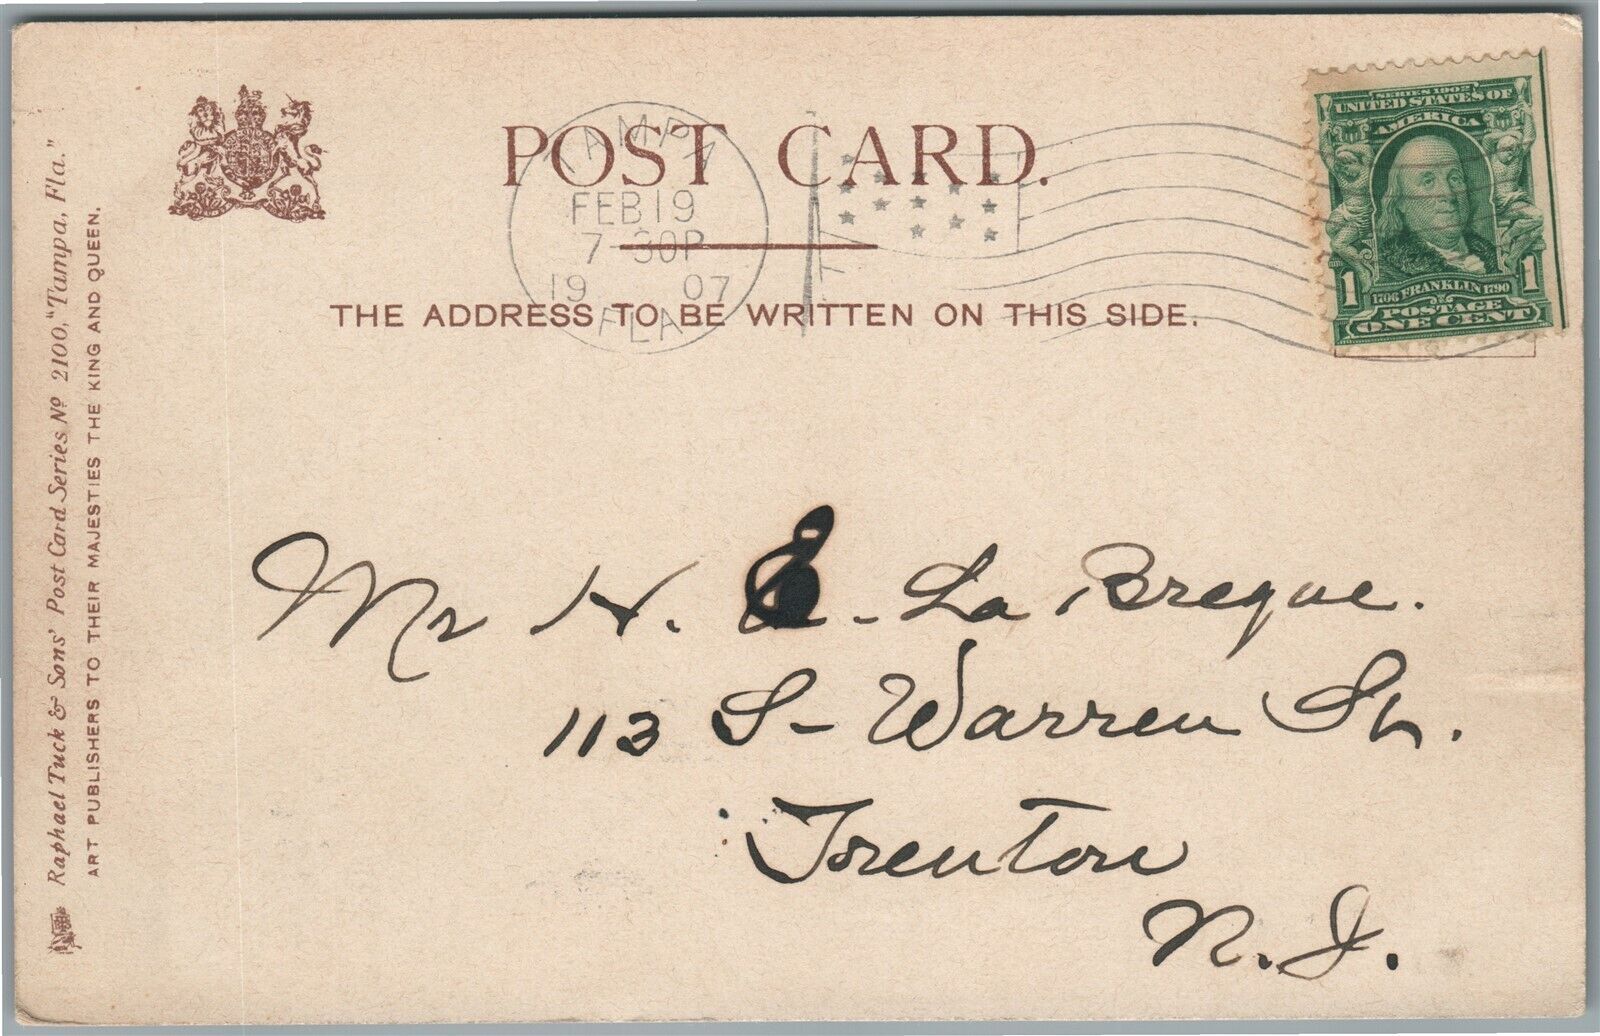 POST CARD.
THE ADDRESS TO BE WRITTEN ON THIS SIDE.
TAMPA
FEB 19
7-30P
19 07
FLA
SERIES 1902
UNITED STATES OF
AMERICA
1 1
1706 FRANKLIN 1790
POSTAGE
ONE CENT
Raphael Tuck & Sons' Post Card Series No 2100, "Tampa, Fla."
ART PUBLISHERS TO THEIR MAJESTIES THE KING AND QUEEN.
Mr H. E. La Breque.
113 S- Warren St.
Trenton
N. J.